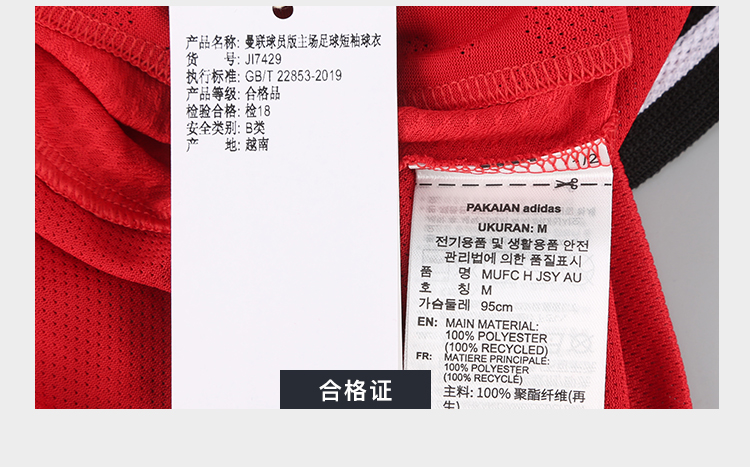 产品名称: 曼联球员版主场足球短袖球衣
货 号: JI7429
执行标准: GB/T 22853-2019
产品等级: 合格品
检验合格: 检18
安全类别: B类
产 地: 越南
1/2
PAKAIAN adidas
UKURAN: M
전기용품 및 생활용품 안전
관리법에 의한 품질표시
품 명 MUFC H JSY AU
호 칭 M
가슴둘레 95cm
EN: MAIN MATERIAL:
100% POLYESTER
(100% RECYCLED)
FR: MATIERE PRINCIPALE:
100% POLYESTER
(100% RECYCLÉ)
主料: 100% 聚酯纤维(再
生)
合格证